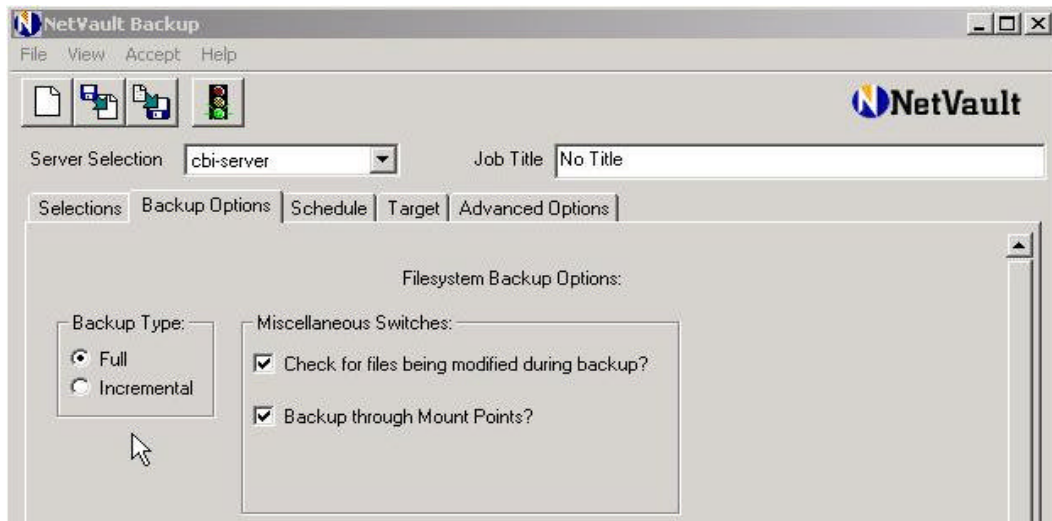 NetVault Backup
File View Accept Help
NetVault
Server Selection cbi-server Job Title No Title
Selections Backup Options Schedule Target Advanced Options
Filesystem Backup Options:
Backup Type: Miscellaneous Switches:
Full Check for files being modified during backup?
Incremental
Backup through Mount Points?